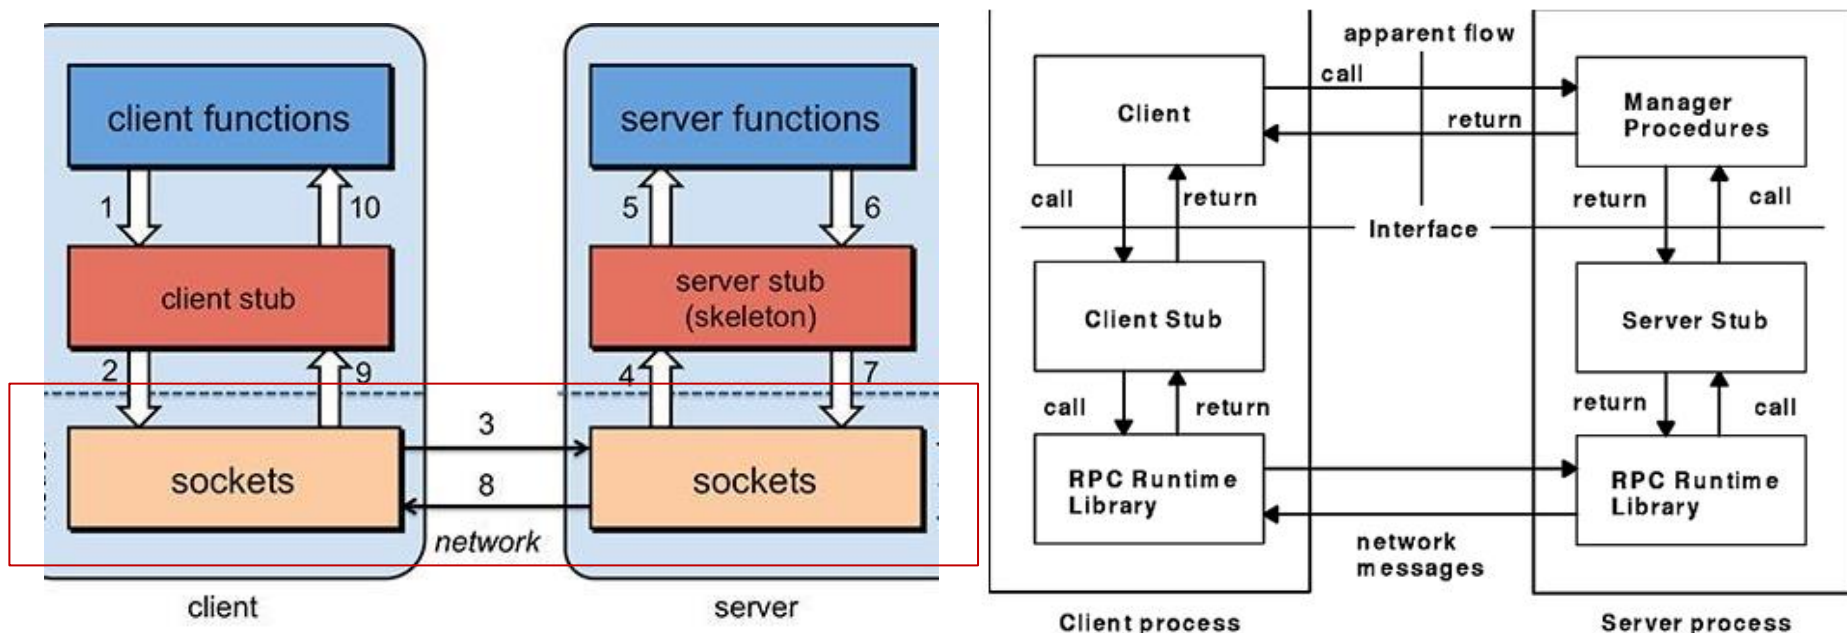 client functions
1
10
client stub
2
9
sockets
client
3
8
network
server functions
5
6
server stub
(skeleton)
4
7
sockets
server
apparent flow
call
return
Client
Manager
Procedures
call
return
return
call
Interface
Client Stub
Server Stub
call
return
return
call
RPC Runtime
Library
RPC Runtime
Library
network
messages
Client process
Server process